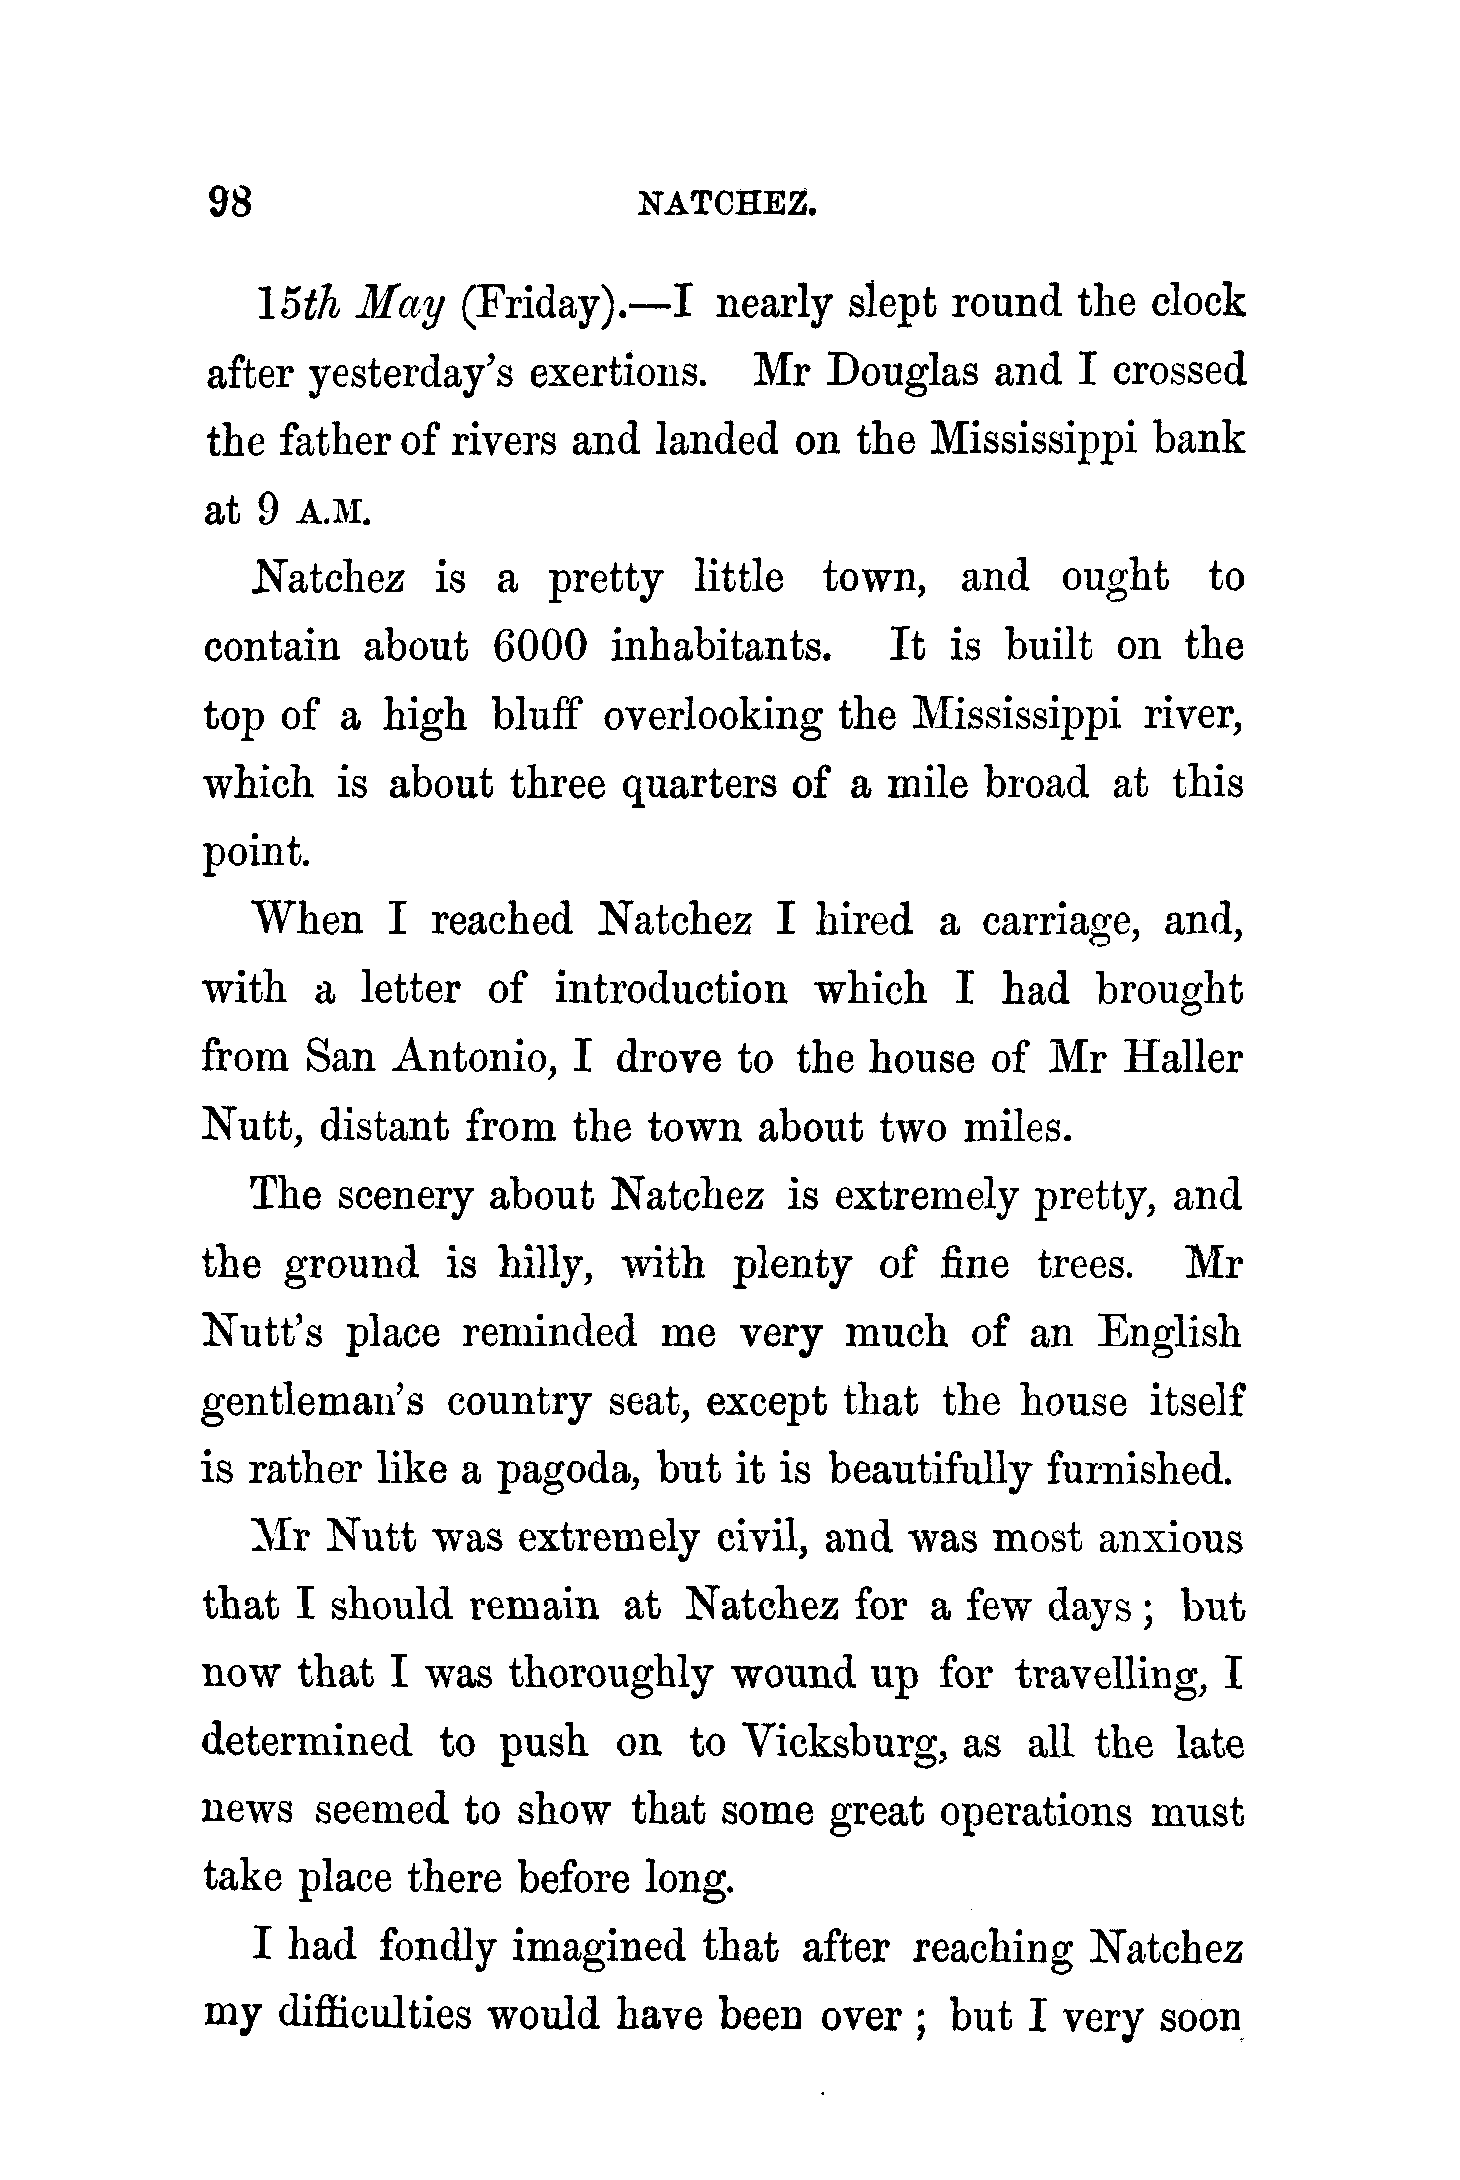 98 NATCHEZ.
15th May (Friday).—I nearly slept round the clock
after yesterday's exertions. Mr Douglas and I crossed
the father of rivers and landed on the Mississippi bank
at 9 A.M.
Natchez is a pretty little town, and ought to
contain about 6000 inhabitants. It is built on the
top of a high bluff overlooking the Mississippi river,
which is about three quarters of a mile broad at this
point.
When I reached Natchez I hired a carriage, and,
with a letter of introduction which I had brought
from San Antonio, I drove to the house of Mr Haller
Nutt, distant from the town about two miles.
The scenery about Natchez is extremely pretty, and
the ground is hilly, with plenty of fine trees. Mr
Nutt's place reminded me very much of an English
gentleman's country seat, except that the house itself
is rather like a pagoda, but it is beautifully furnished.
Mr Nutt was extremely civil, and was most anxious
that I should remain at Natchez for a few days ; but
now that I was thoroughly wound up for travelling, I
determined to push on to Vicksburg, as all the late
news seemed to show that some great operations must
take place there before long.
I had fondly imagined that after reaching Natchez
my difficulties would have been over ; but I very soon